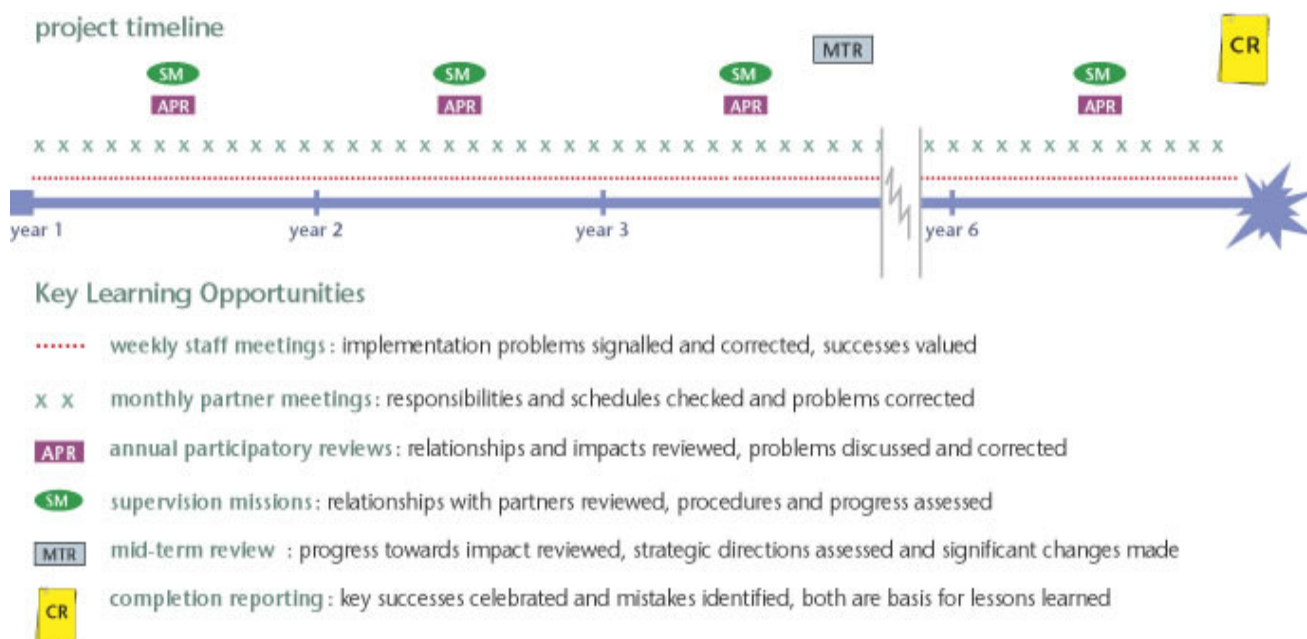 project timeline
MTR
CR
SM SM SM SM
APR APR APR APR
x x x x x x x x x x x x x x x x x x x x x x x x x x x x x x x x x x x x x x x x x x x x x x x x x
year 1 year 2 year 3 year 6
Key Learning Opportunities
weekly staff meetings : implementation problems signalled and corrected, successes valued
x x monthly partner meetings : responsibilities and schedules checked and problems corrected
APR annual participatory reviews : relationships and impacts reviewed, problems discussed and corrected
SM supervision missions : relationships with partners reviewed, procedures and progress assessed
MTR mid-term review : progress towards impact reviewed, strategic directions assessed and significant changes made
CR completion reporting : key successes celebrated and mistakes identified, both are basis for lessons learned